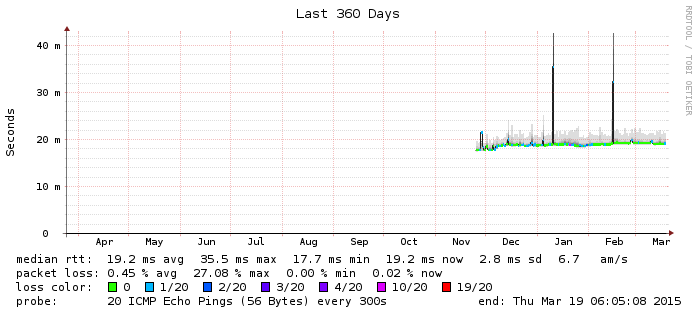 Last 360 Days
RRDTOOL / TOBI OETIKER
Seconds
40 m
30 m
20 m
10 m
0
Apr May Jun Jul Aug Sep Oct Nov Dec Jan Feb Mar
median rtt: 19.2 ms avg 35.5 ms max 17.7 ms min 19.2 ms now 2.8 ms sd 6.7 am/s
packet loss: 0.45 % avg 27.08 % max 0.00 % min 0.02 % now
loss color: 0 1/20 2/20 3/20 4/20 10/20 19/20
probe: 20 ICMP Echo Pings (56 Bytes) every 300s end: Thu Mar 19 06:05:08 2015